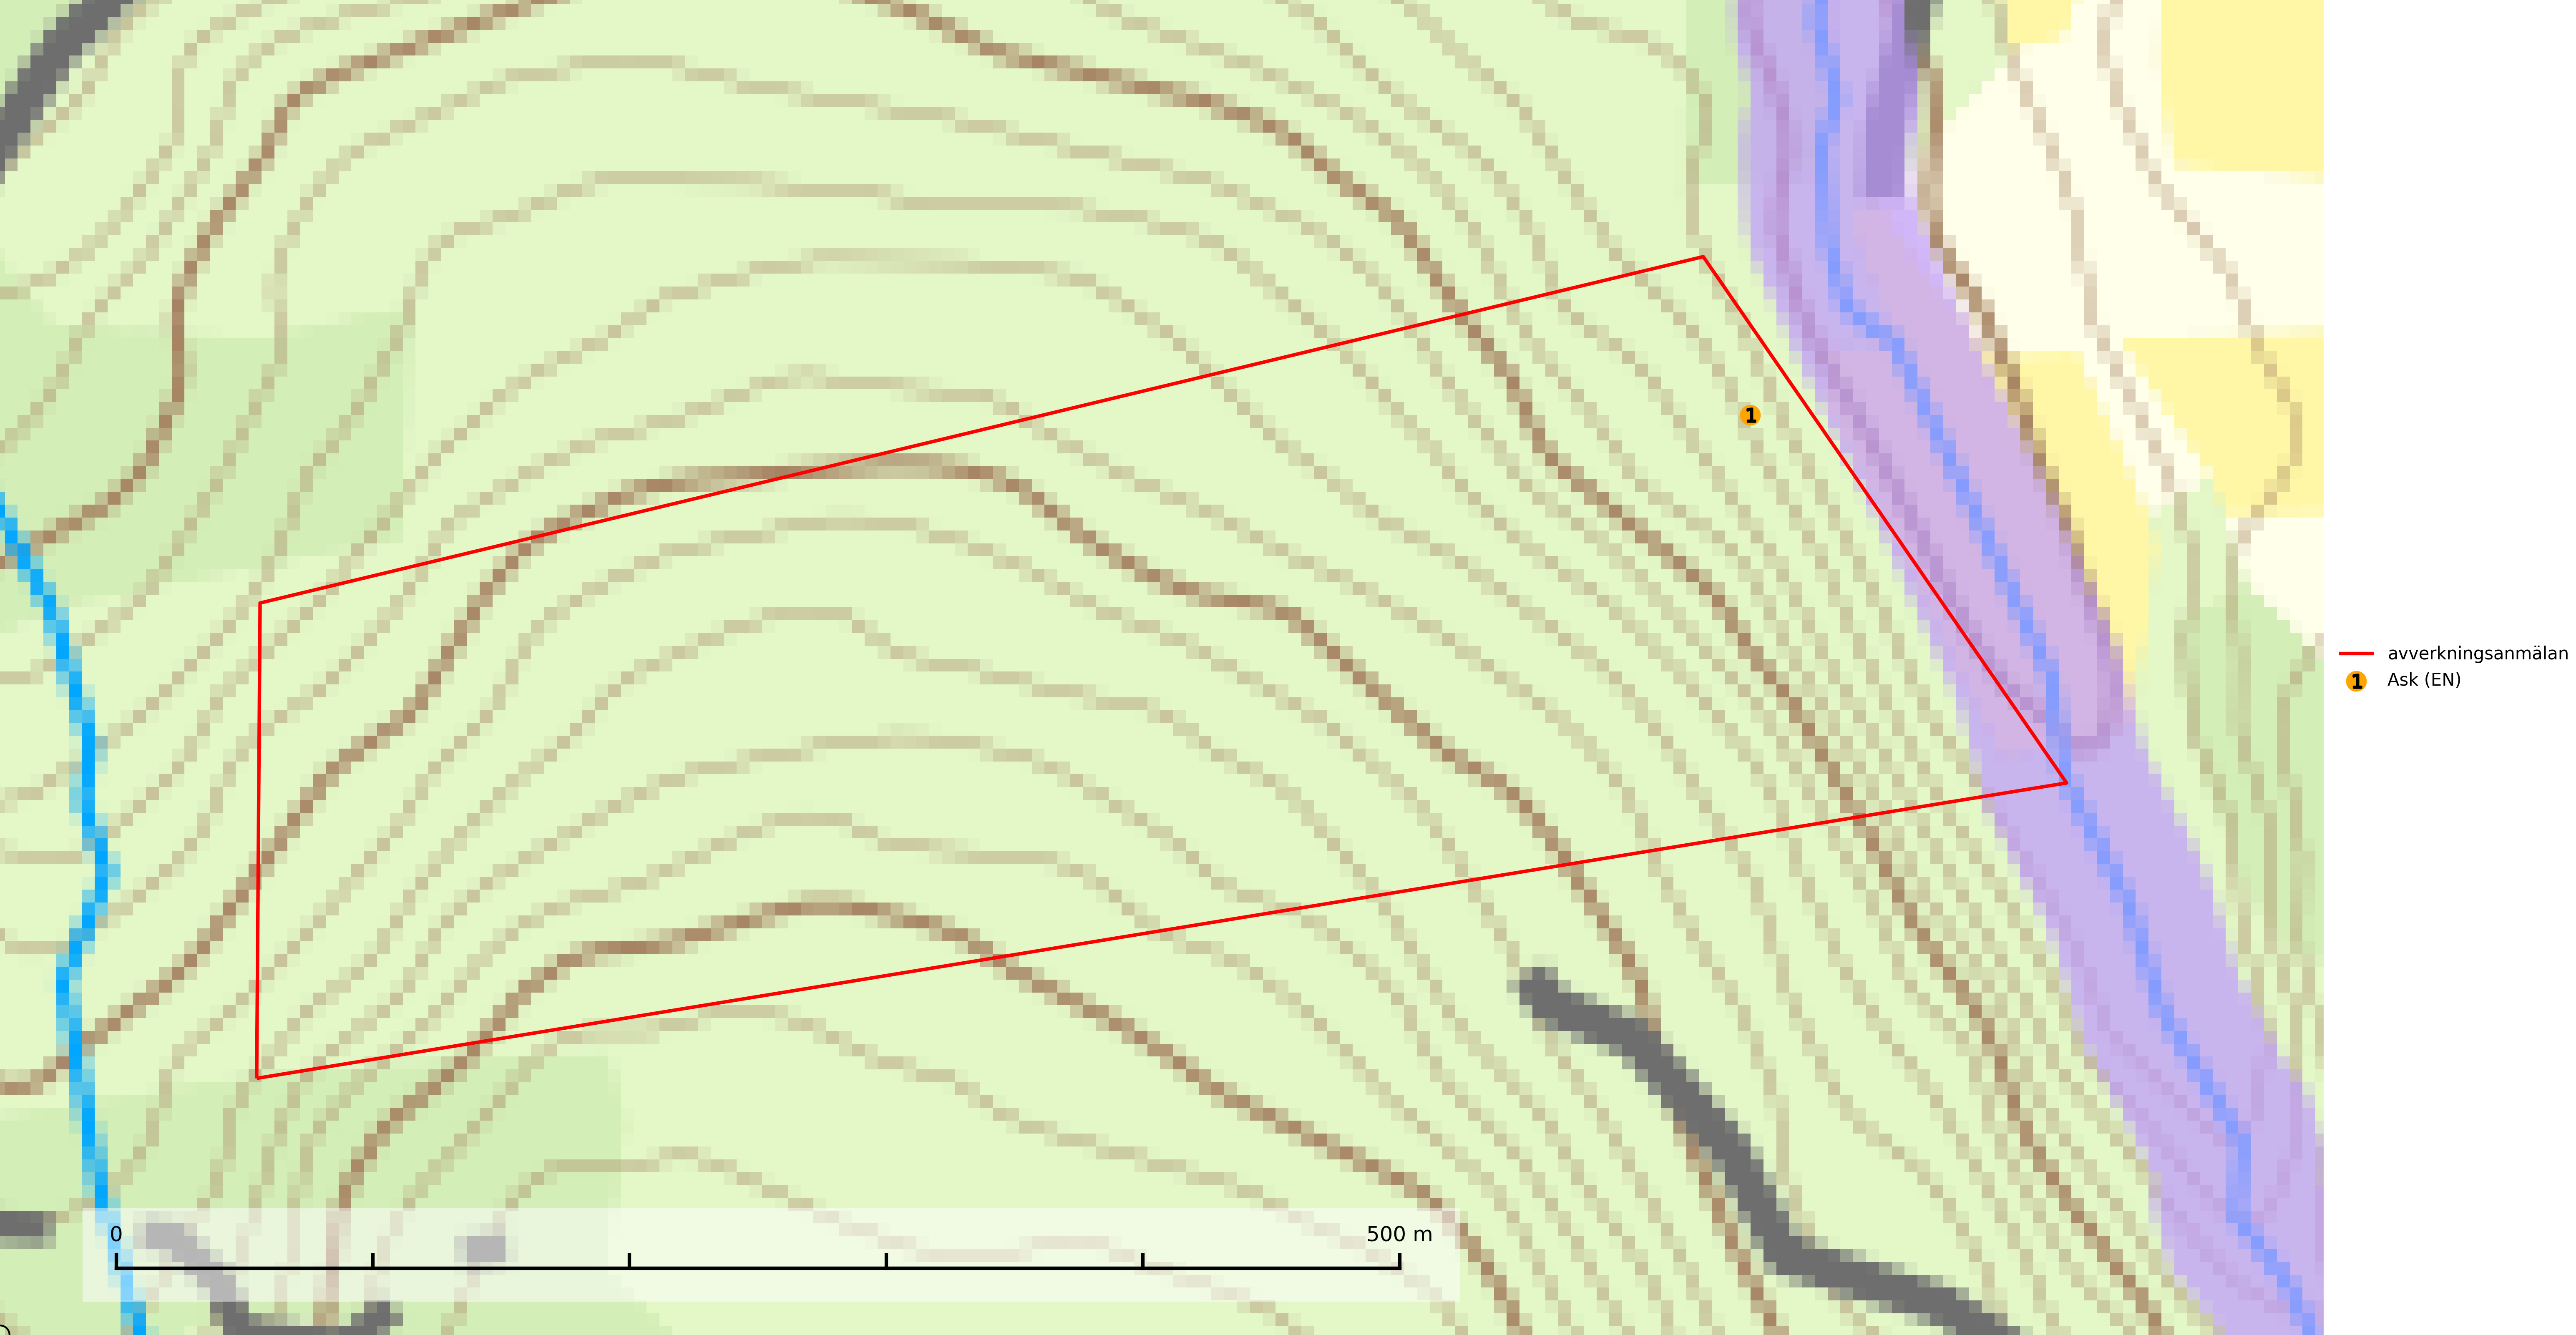 1
avverkningsanmälan
1 Ask (EN)
0 500 m